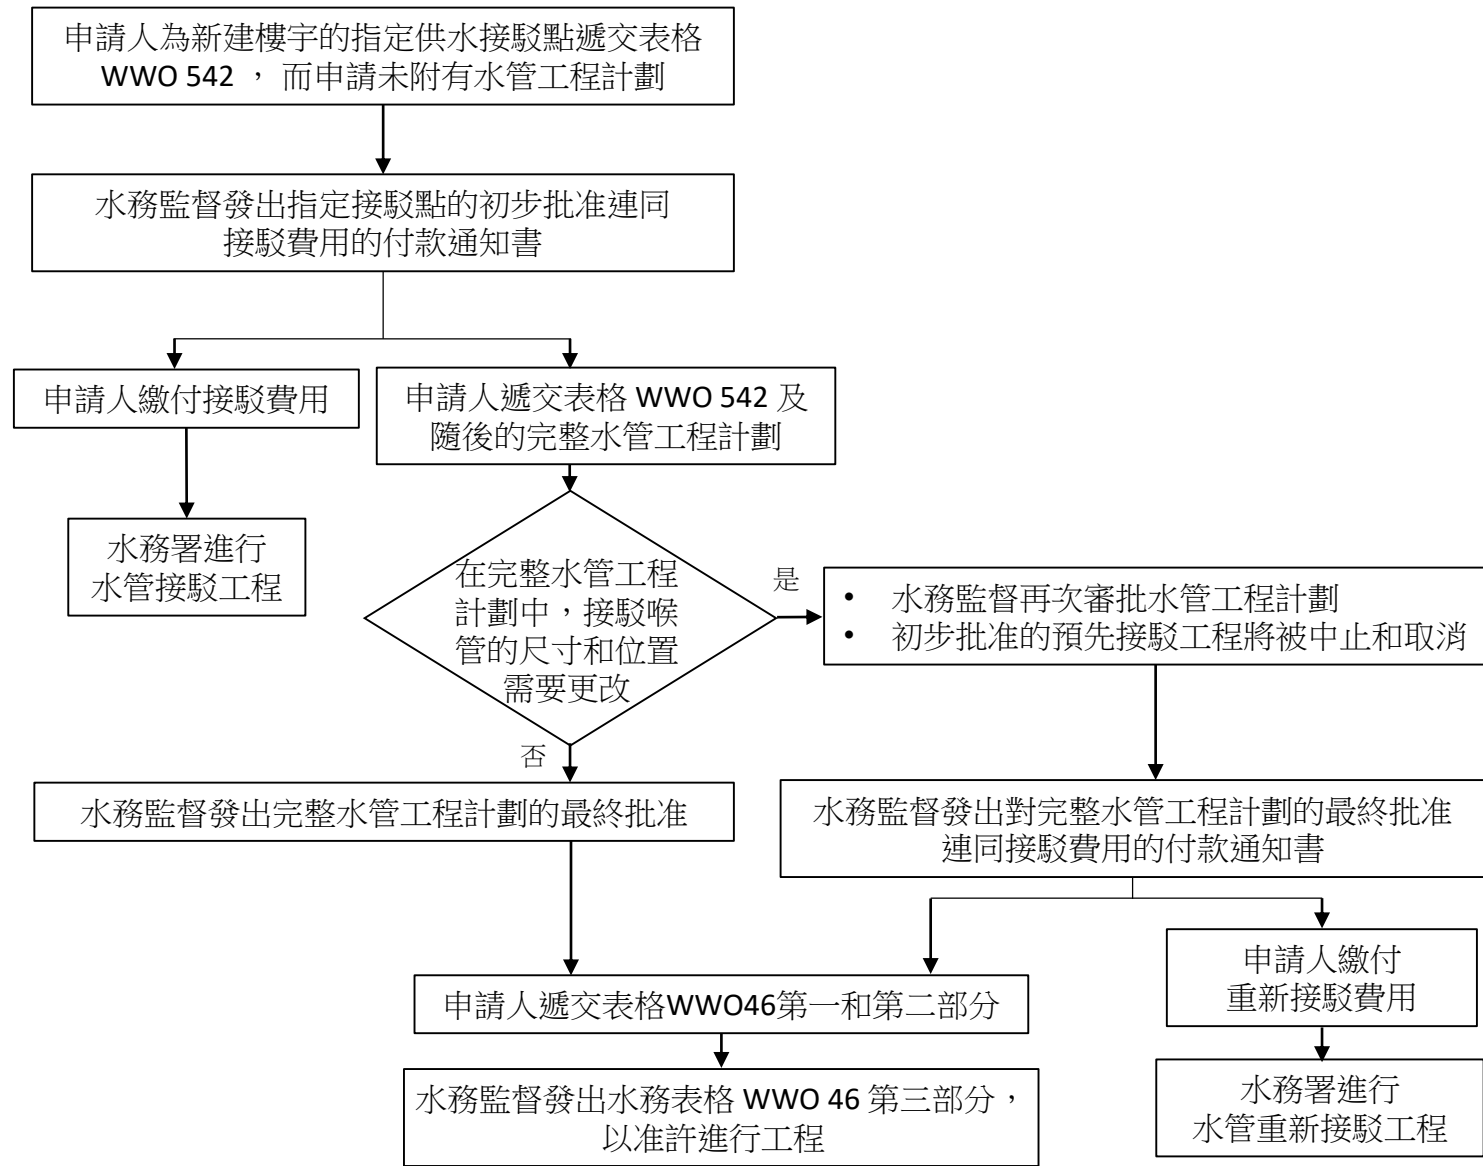 申請人為新建樓宇的指定供水接駁點遞交表格
WWO 542 , 而申請未附有水管工程計劃
水務監督發出指定接駁點的初步批准連同
接駁費用的付款通知書
申請人繳付接駁費用
申請人遞交表格 WWO 542 及
隨後的完整水管工程計劃
水務署進行
水管接駁工程
在完整水管工程
計劃中，接駁喉
管的尺寸和位置
需要更改
是
• 水務監督再次審批水管工程計劃
• 初步批准的預先接駁工程將被中止和取消
否
水務監督發出完整水管工程計劃的最終批准
水務監督發出對完整水管工程計劃的最終批准
連同接駁費用的付款通知書
申請人遞交表格WWO46第一和第二部分
申請人繳付
重新接駁費用
水務監督發出水務表格 WWO 46 第三部分，
以准許進行工程
水務署進行
水管重新接駁工程